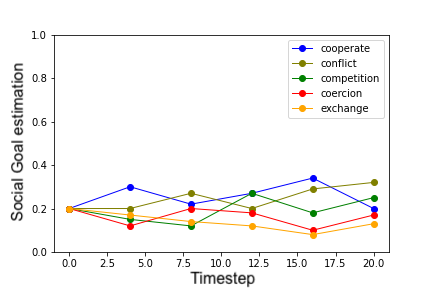 1.0
0.8
0.6
0.4
0.2
0.0
Social Goal estimation
cooperate
conflict
competition
coercion
exchange
0.0 2.5 5.0 7.5 10.0 12.5 15.0 17.5 20.0
Timestep